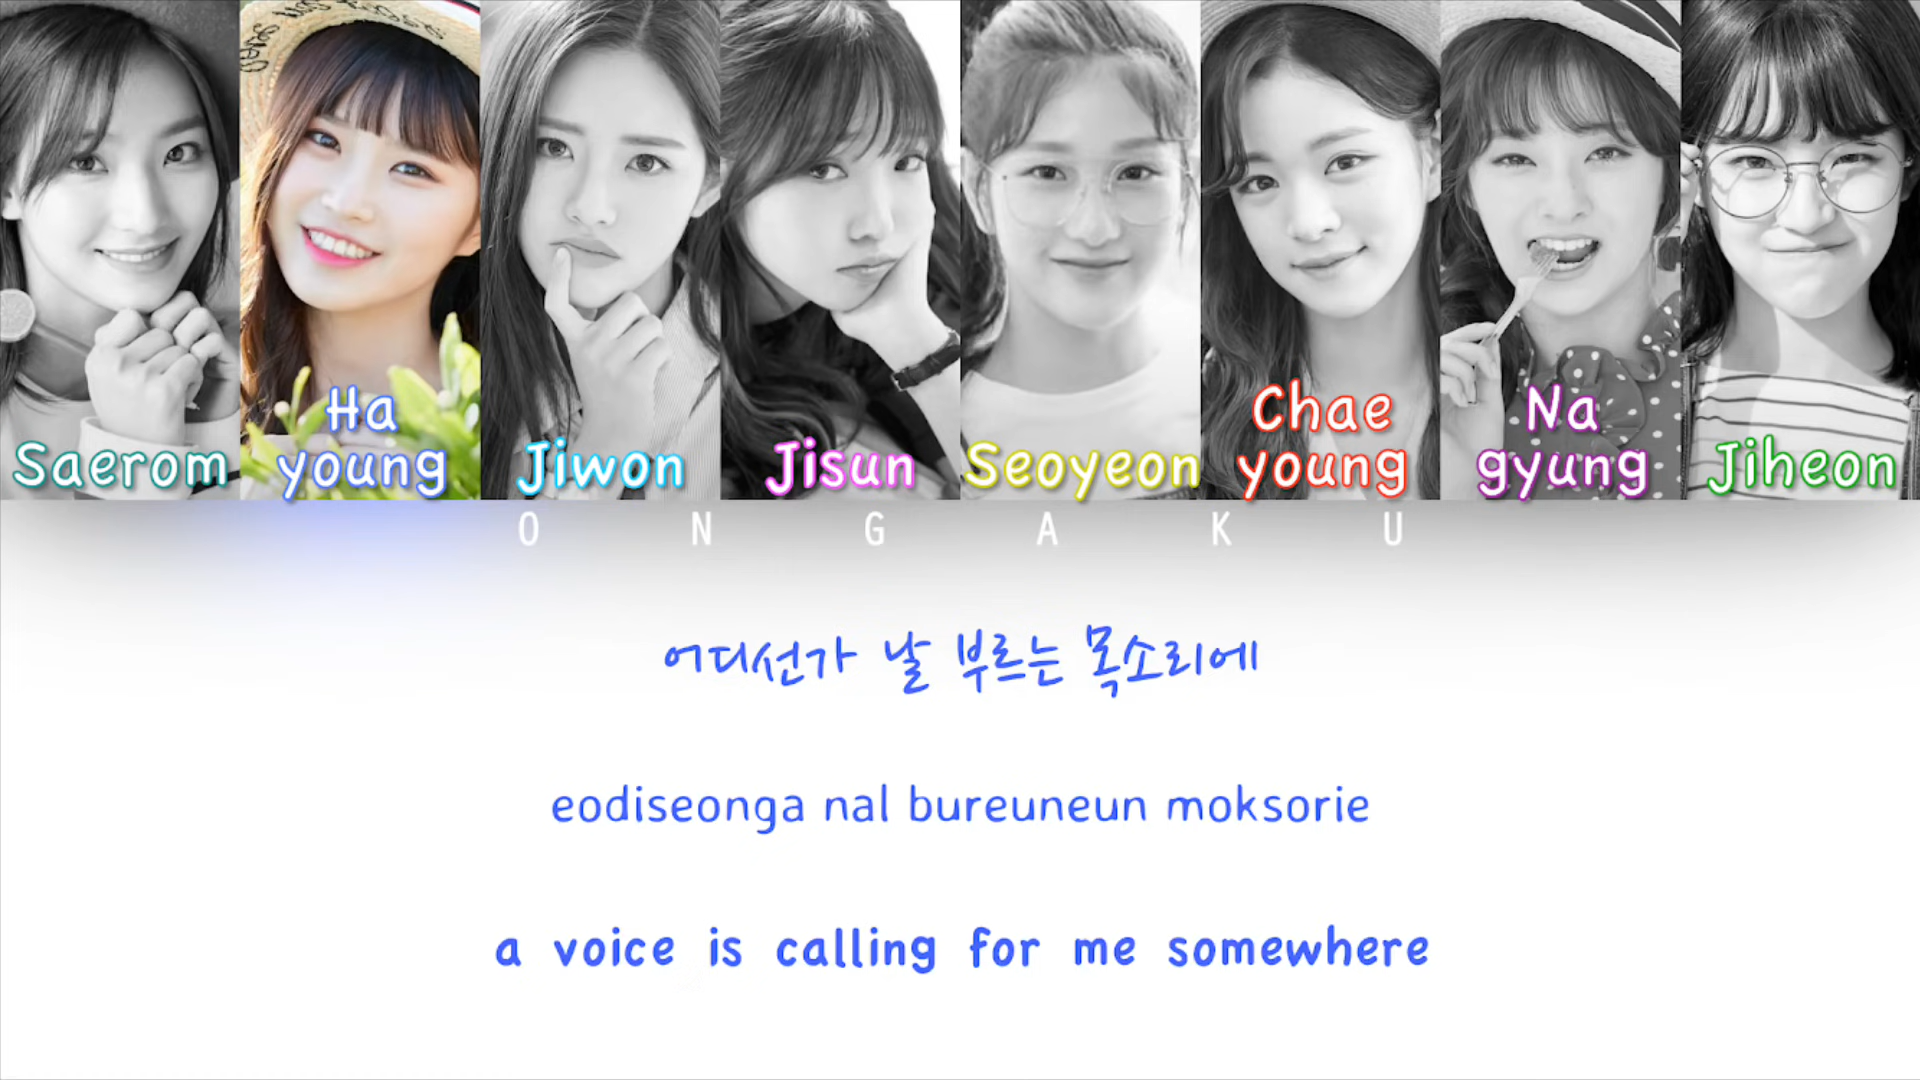 Saerom
Ha
young
Jiwon
Jisun
Seoyeon
Chae
young
Na
gyung
Jiheon
O N G A K U
어디선가 날 부르는 목소리에
eodiseonga nal bureuneun moksorie
a voice is calling for me somewhere